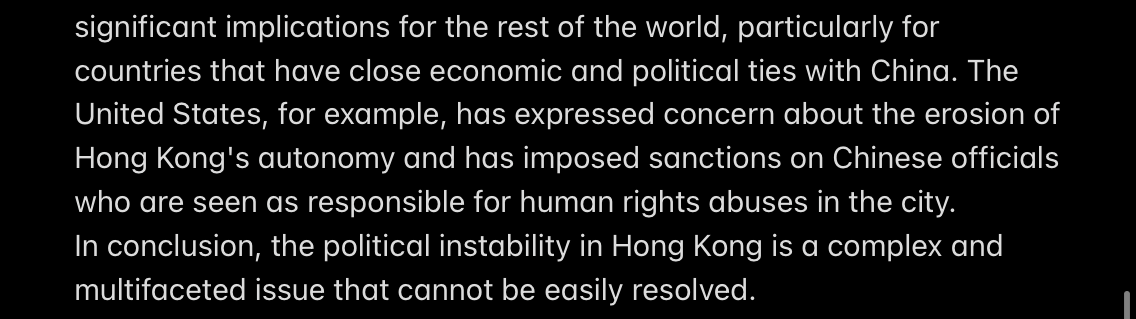 significant implications for the rest of the world, particularly for
countries that have close economic and political ties with China. The
United States, for example, has expressed concern about the erosion of
Hong Kong's autonomy and has imposed sanctions on Chinese officials
who are seen as responsible for human rights abuses in the city.
In conclusion, the political instability in Hong Kong is a complex and
multifaceted issue that cannot be easily resolved.